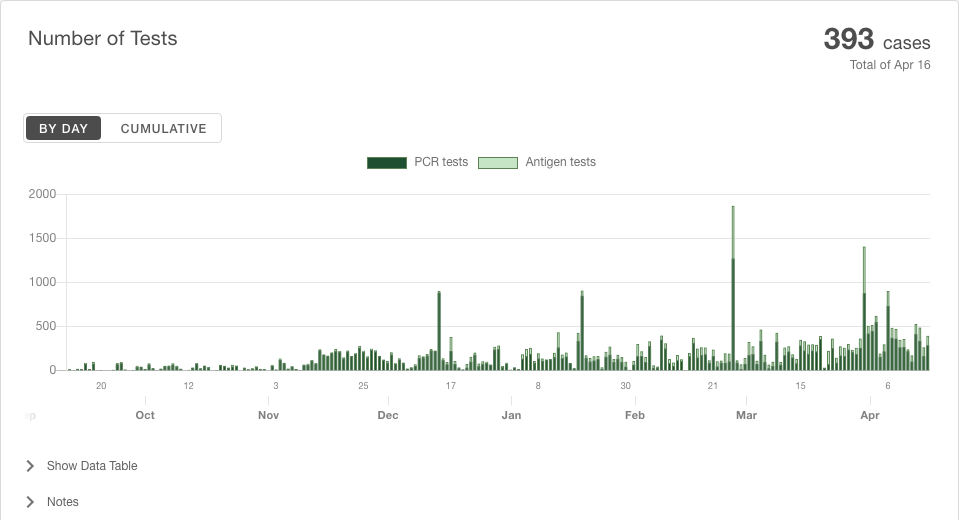 Number of Tests
393 cases
Total of Apr 16
BY DAY CUMULATIVE
PCR tests Antigen tests
2000
1500
1000
500
0
20 12 3 25 17 8 30 21 15 6
Oct Nov Dec Jan Feb Mar Apr
Show Data Table
Notes